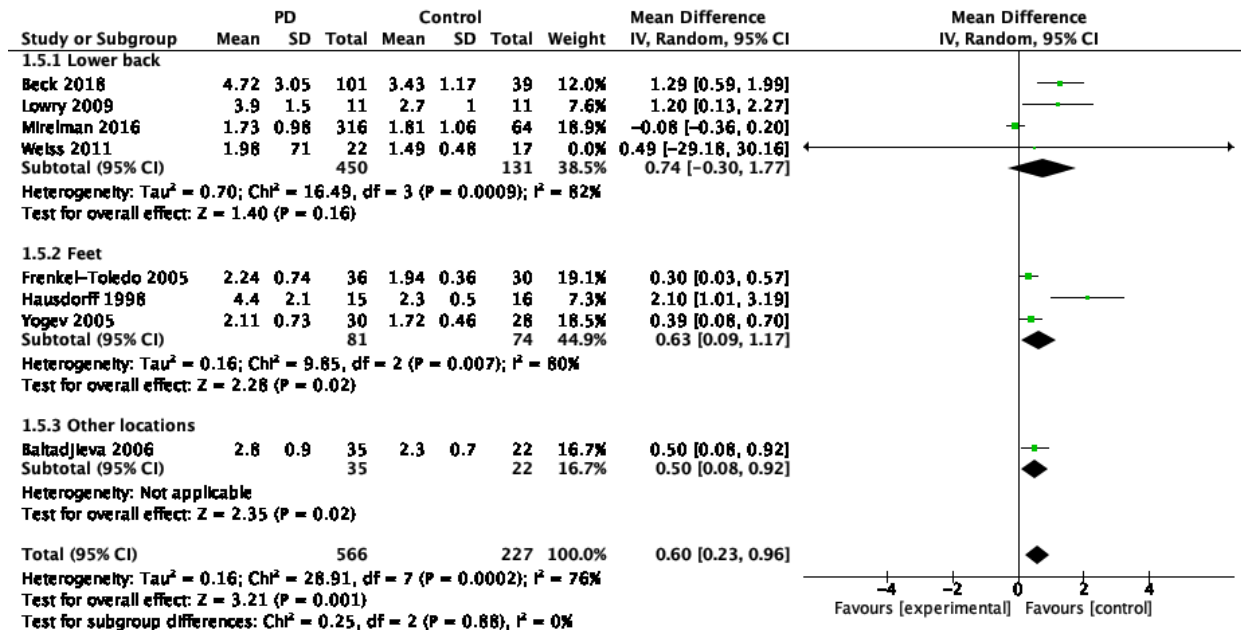 PD Control Mean Difference Mean Difference
Study or Subgroup Mean SD Total Mean SD Total Weight IV, Random, 95% CI IV, Random, 95% CI
1.5.1 Lower back
Beck 2018 4.72 3.05 101 3.43 1.17 39 12.0% 1.29 [0.59, 1.99]
Lowry 2009 3.9 1.5 11 2.7 1 11 7.6% 1.20 [0.13, 2.27]
Mirelman 2016 1.73 0.98 316 1.81 1.06 64 18.9% −0.08 [−0.36, 0.20]
Weiss 2011 1.98 71 22 1.49 0.48 17 0.0% 0.49 [−29.18, 30.16]
Subtotal (95% CI) 450 131 38.5% 0.74 [−0.30, 1.77]
Heterogeneity: Tau² = 0.70; Chi² = 16.49, df = 3 (P = 0.0009); I² = 82%
Test for overall effect: Z = 1.40 (P = 0.16)
1.5.2 Feet
Frenkel−Toledo 2005 2.24 0.74 36 1.94 0.36 30 19.1% 0.30 [0.03, 0.57]
Hausdorff 1998 4.4 2.1 15 2.3 0.5 16 7.3% 2.10 [1.01, 3.19]
Yogev 2005 2.11 0.73 30 1.72 0.46 28 18.5% 0.39 [0.08, 0.70]
Subtotal (95% CI) 81 74 44.9% 0.63 [0.09, 1.17]
Heterogeneity: Tau² = 0.16; Chi² = 9.85, df = 2 (P = 0.007); I² = 80%
Test for overall effect: Z = 2.28 (P = 0.02)
1.5.3 Other locations
Baltadjieva 2006 2.8 0.9 35 2.3 0.7 22 16.7% 0.50 [0.08, 0.92]
Subtotal (95% CI) 35 22 16.7% 0.50 [0.08, 0.92]
Heterogeneity: Not applicable
Test for overall effect: Z = 2.35 (P = 0.02)
Total (95% CI) 566 227 100.0% 0.60 [0.23, 0.96]
Heterogeneity: Tau² = 0.16; Chi² = 28.91, df = 7 (P = 0.0002); I² = 76%
Test for overall effect: Z = 3.21 (P = 0.001)
Test for subgroup differences: Chi² = 0.25, df = 2 (P = 0.88), I² = 0%
−4 −2 0 2 4
Favours [experimental] Favours [control]